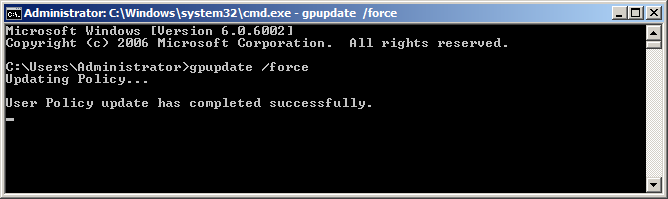 Administrator: C:\Windows\system32\cmd.exe - gpupdate /force
Microsoft Windows [Version 6.0.6002]
Copyright (c) 2006 Microsoft Corporation.  All rights reserved.
C:\Users\Administrator>gpupdate /force
Updating Policy...
User Policy update has completed successfully.